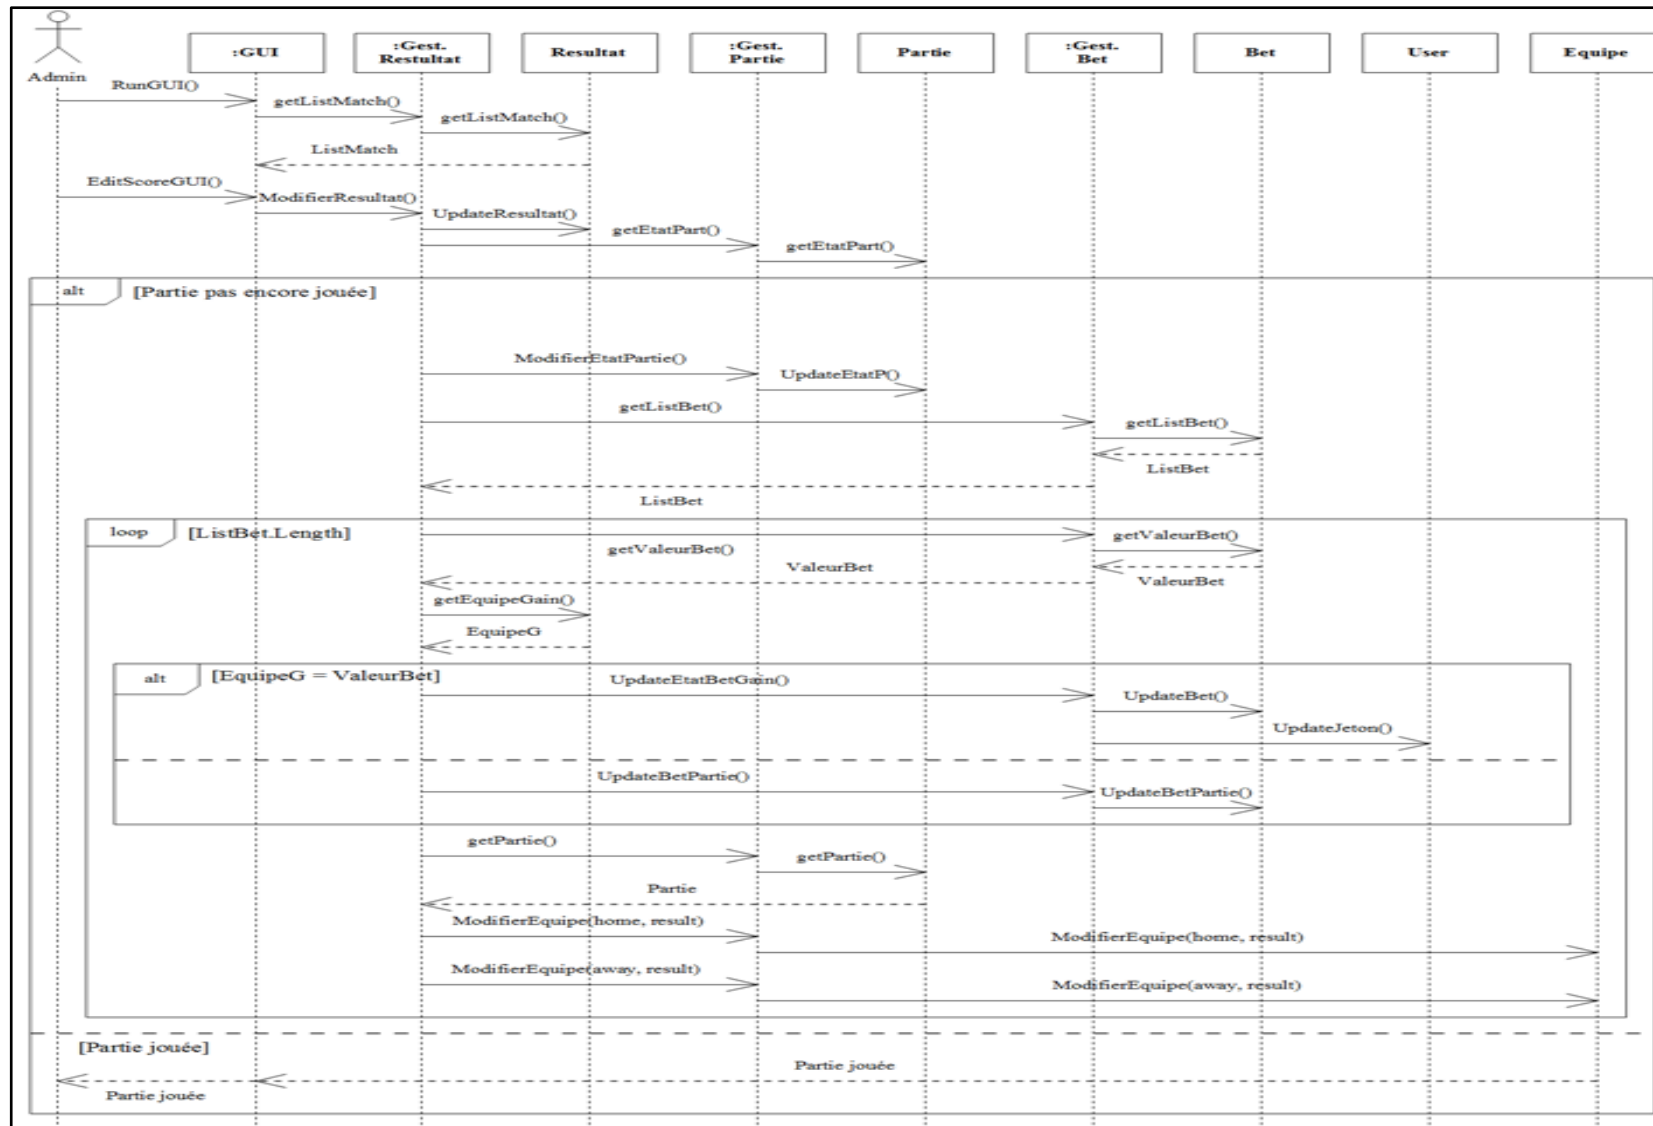 Admin
:GUI
:Gest.
Restultat
Resultat
:Gest.
Partie
Partie
:Gest.
Bet
Bet
User
Equipe
RunGUI()
getListMatch()
getListMatch()
ListMatch
EditScoreGUI()
ModifierResultat()
UpdateResultat()
getEtatPart()
getEtatPart()
alt
[Partie pas encore jouée]
ModifierEtatPartie()
UpdateEtatP()
getListBet()
getListBet()
ListBet
ListBet
loop
[ListBet.Length]
getValeurBet()
getValeurBet()
ValeurBet
ValeurBet
getEquipeGain()
EquipeG
alt
[EquipeG = ValeurBet]
UpdateEtatBetGain()
UpdateBet()
UpdateJeton()
UpdateBetPartie()
UpdateBetPartie()
getPartie()
getPartie()
Partie
ModifierEquipe(home, result)
ModifierEquipe(home, result)
ModifierEquipe(away, result)
ModifierEquipe(away, result)
[Partie jouée]
Partie jouée
Partie jouée